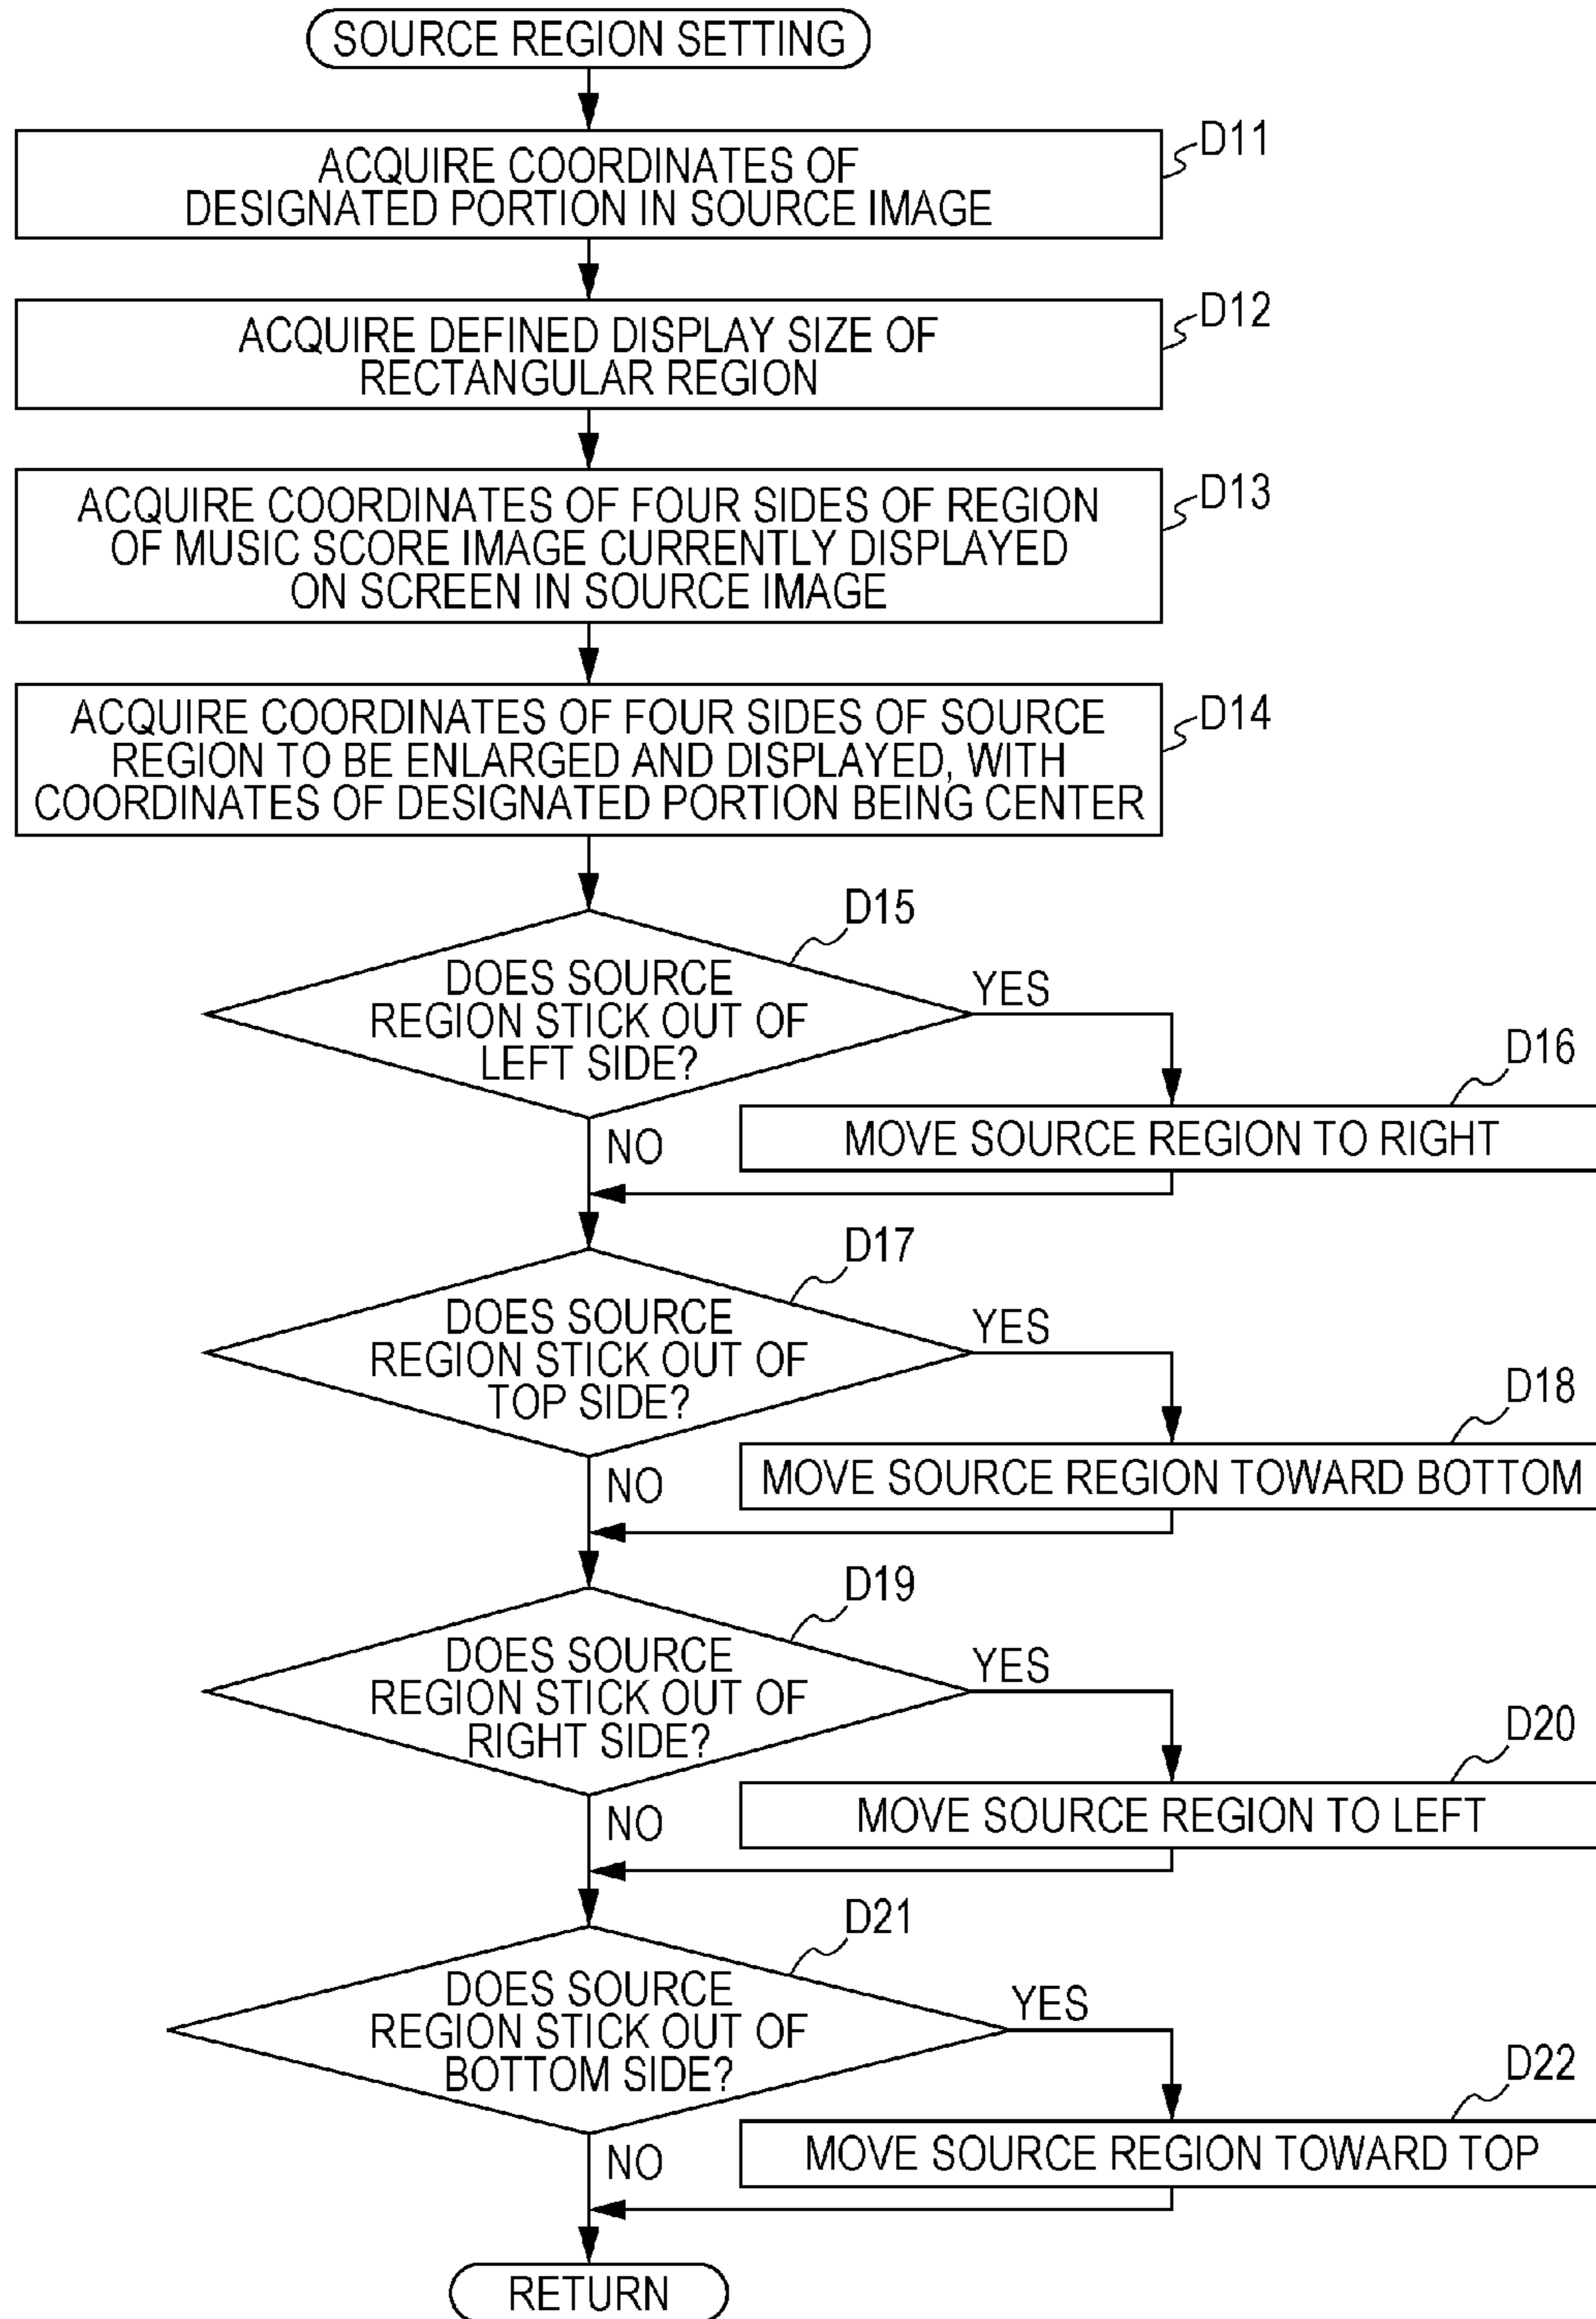 SOURCE REGION SETTING
D11
ACQUIRE COORDINATES OF
DESIGNATED PORTION IN SOURCE IMAGE
D12
ACQUIRE DEFINED DISPLAY SIZE OF
RECTANGULAR REGION
D13
ACQUIRE COORDINATES OF FOUR SIDES OF REGION
OF MUSIC SCORE IMAGE CURRENTLY DISPLAYED
ON SCREEN IN SOURCE IMAGE
D14
ACQUIRE COORDINATES OF FOUR SIDES OF SOURCE
REGION TO BE ENLARGED AND DISPLAYED, WITH
COORDINATES OF DESIGNATED PORTION BEING CENTER
D15
DOES SOURCE
REGION STICK OUT OF
LEFT SIDE?
YES
D16
MOVE SOURCE REGION TO RIGHT
NO
D17
DOES SOURCE
REGION STICK OUT OF
TOP SIDE?
YES
D18
MOVE SOURCE REGION TOWARD BOTTOM
NO
D19
DOES SOURCE
REGION STICK OUT OF
RIGHT SIDE?
YES
D20
MOVE SOURCE REGION TO LEFT
NO
D21
DOES SOURCE
REGION STICK OUT OF
BOTTOM SIDE?
YES
D22
MOVE SOURCE REGION TOWARD TOP
NO
RETURN